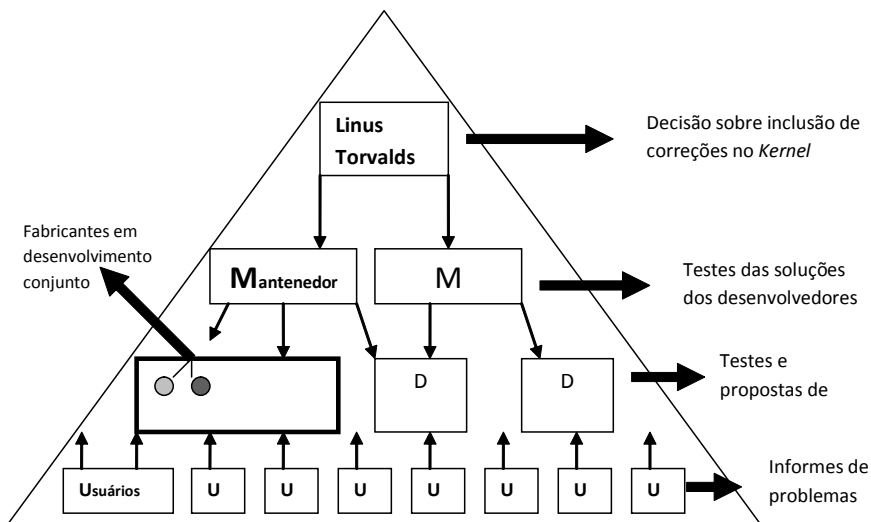 Linus
Torvalds
Decisão sobre inclusão de
correções no Kernel
Fabricantes em
desenvolvimento
conjunto
Mantenedor
M
Testes das soluções
dos desenvolvedores
D
D
Testes e
propostas de
Usuários
U
U
U
U
U
U
U
Informes de
problemas